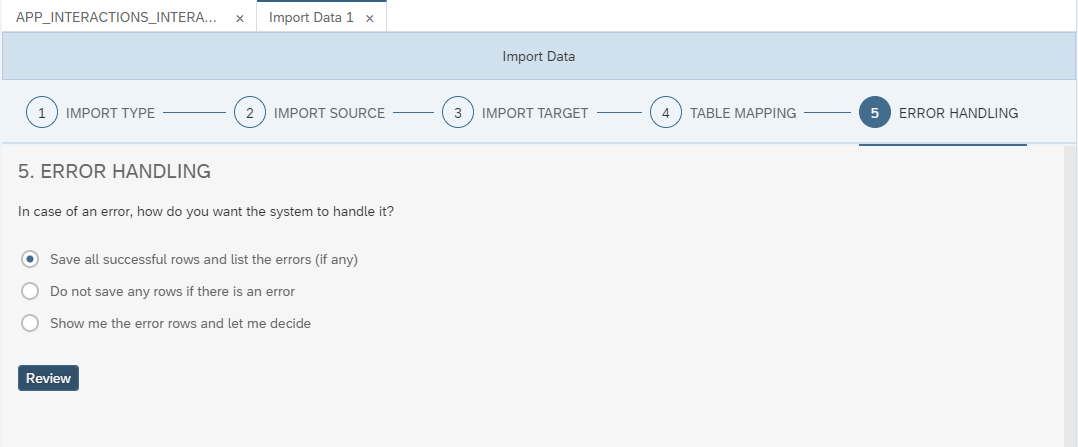 APP_INTERACTIONS_INTERA... × Import Data 1 ×
Import Data
1 IMPORT TYPE 2 IMPORT SOURCE 3 IMPORT TARGET 4 TABLE MAPPING 5 ERROR HANDLING
5. ERROR HANDLING
In case of an error, how do you want the system to handle it?
Save all successful rows and list the errors (if any)
Do not save any rows if there is an error
Show me the error rows and let me decide
Review